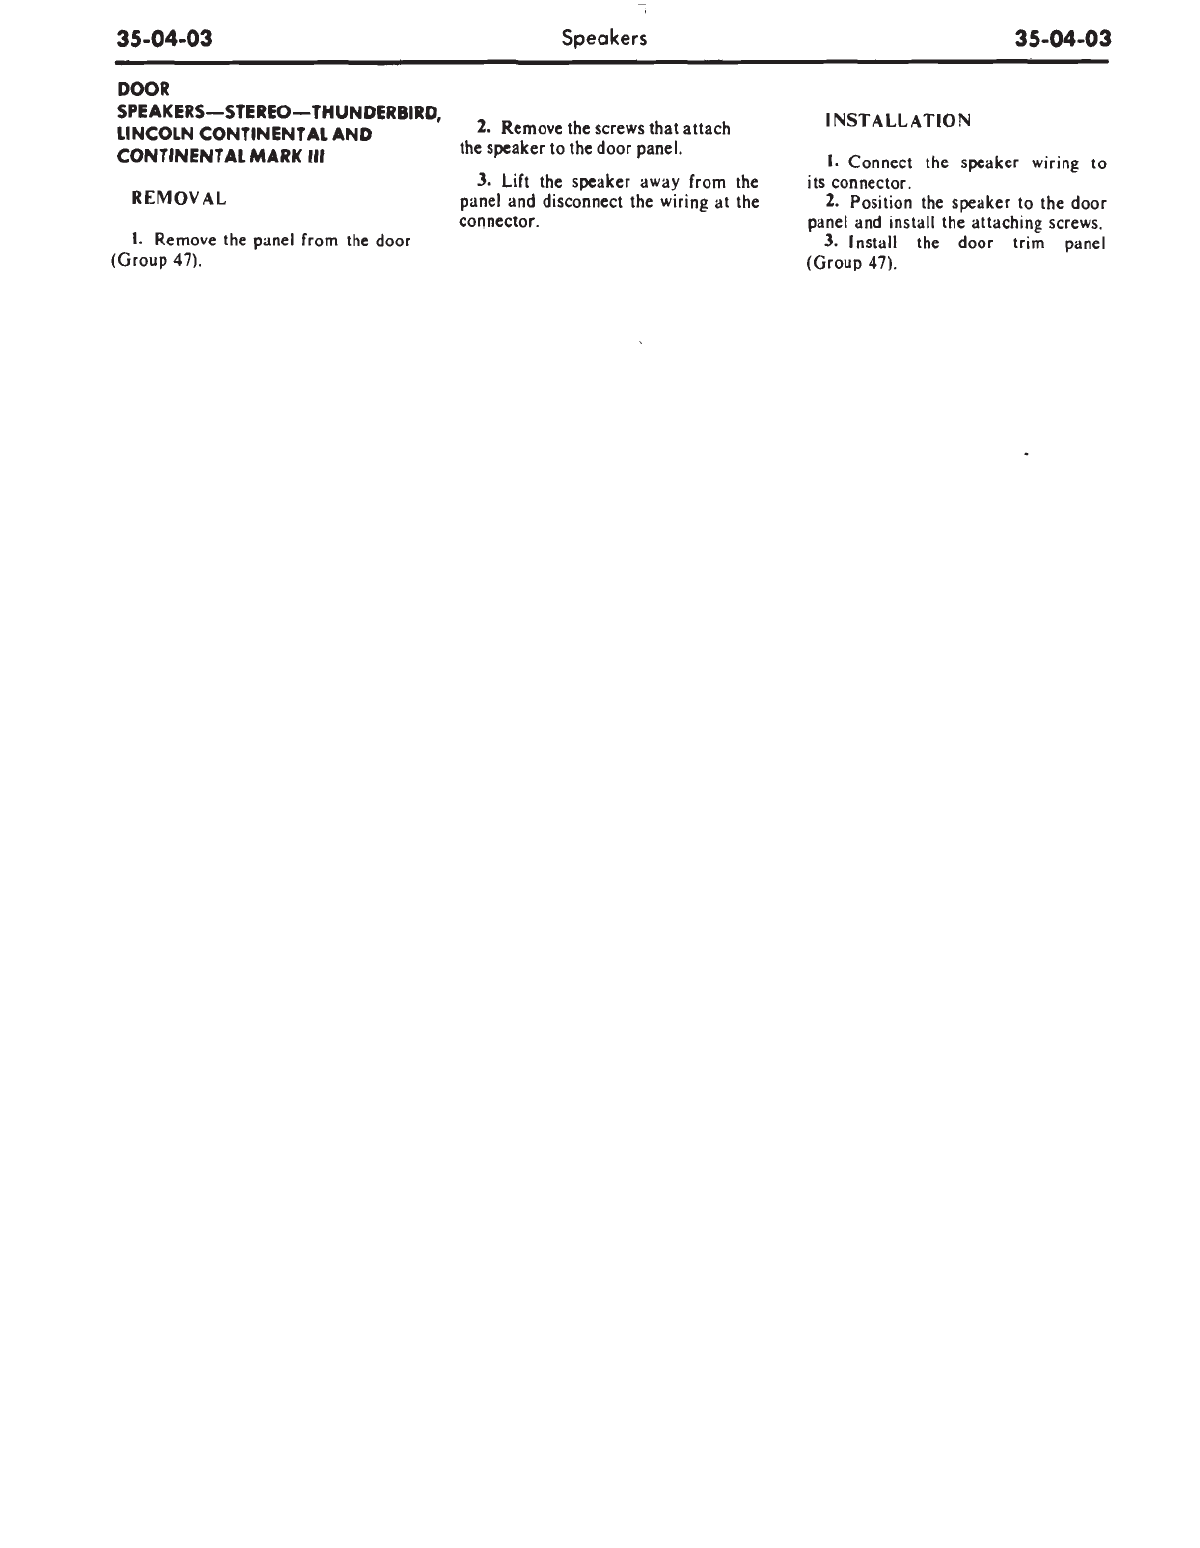 35-04-03 Speakers 35-04-03
DOOR
SPEAKERS—STEREO—THUNDERBIRD,
LINCOLN CONTINENTAL AND
CONTINENTAL MARK III
REMOVAL
1. Remove the panel from the door
(Group 47).
2. Remove the screws that attach
the speaker to the door panel.
3. Lift the speaker away from the
panel and disconnect the wiring at the
connector.
INSTALLATION
1. Connect the speaker wiring to
its connector.
2. Position the speaker to the door
panel and install the attaching screws.
3. Install the door trim panel
(Group 47).